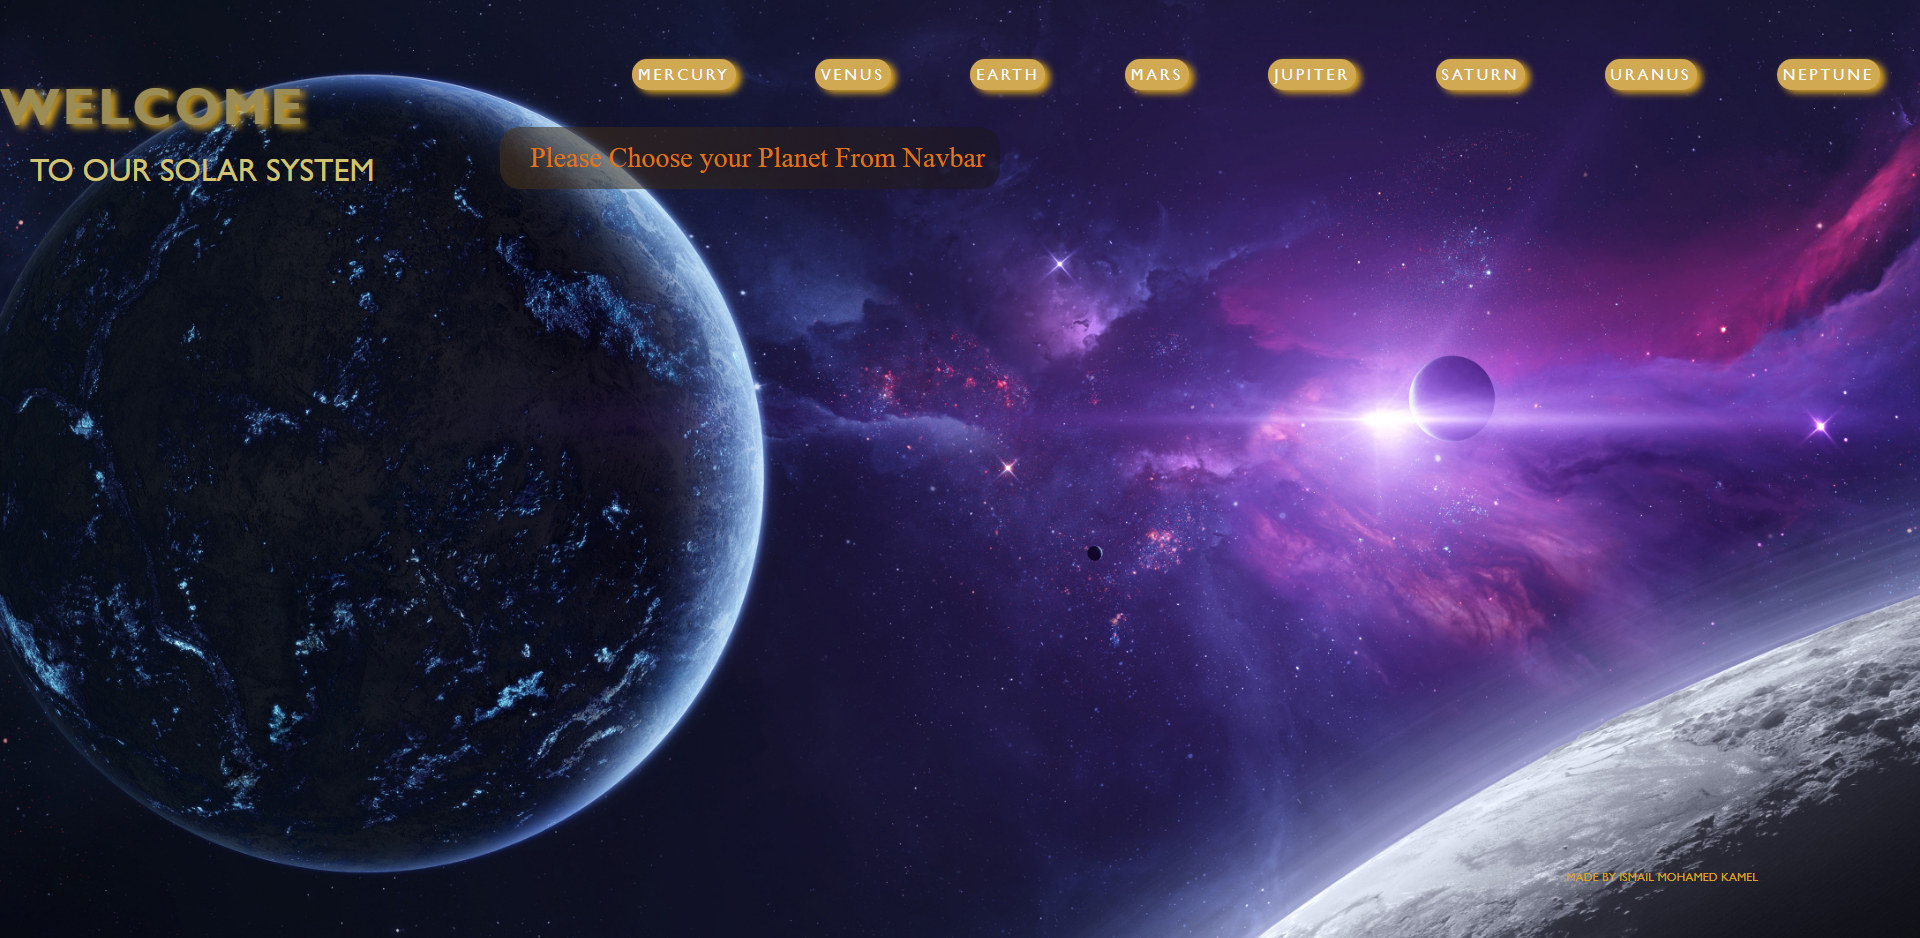 MERCURY VENUS EARTH MARS JUPITER SATURN URANUS NEPTUNE
WELCOME
Please Choose your Planet From Navbar
TO OUR SOLAR SYSTEM
MADE BY ISMAIL MOHAMED KAMEL